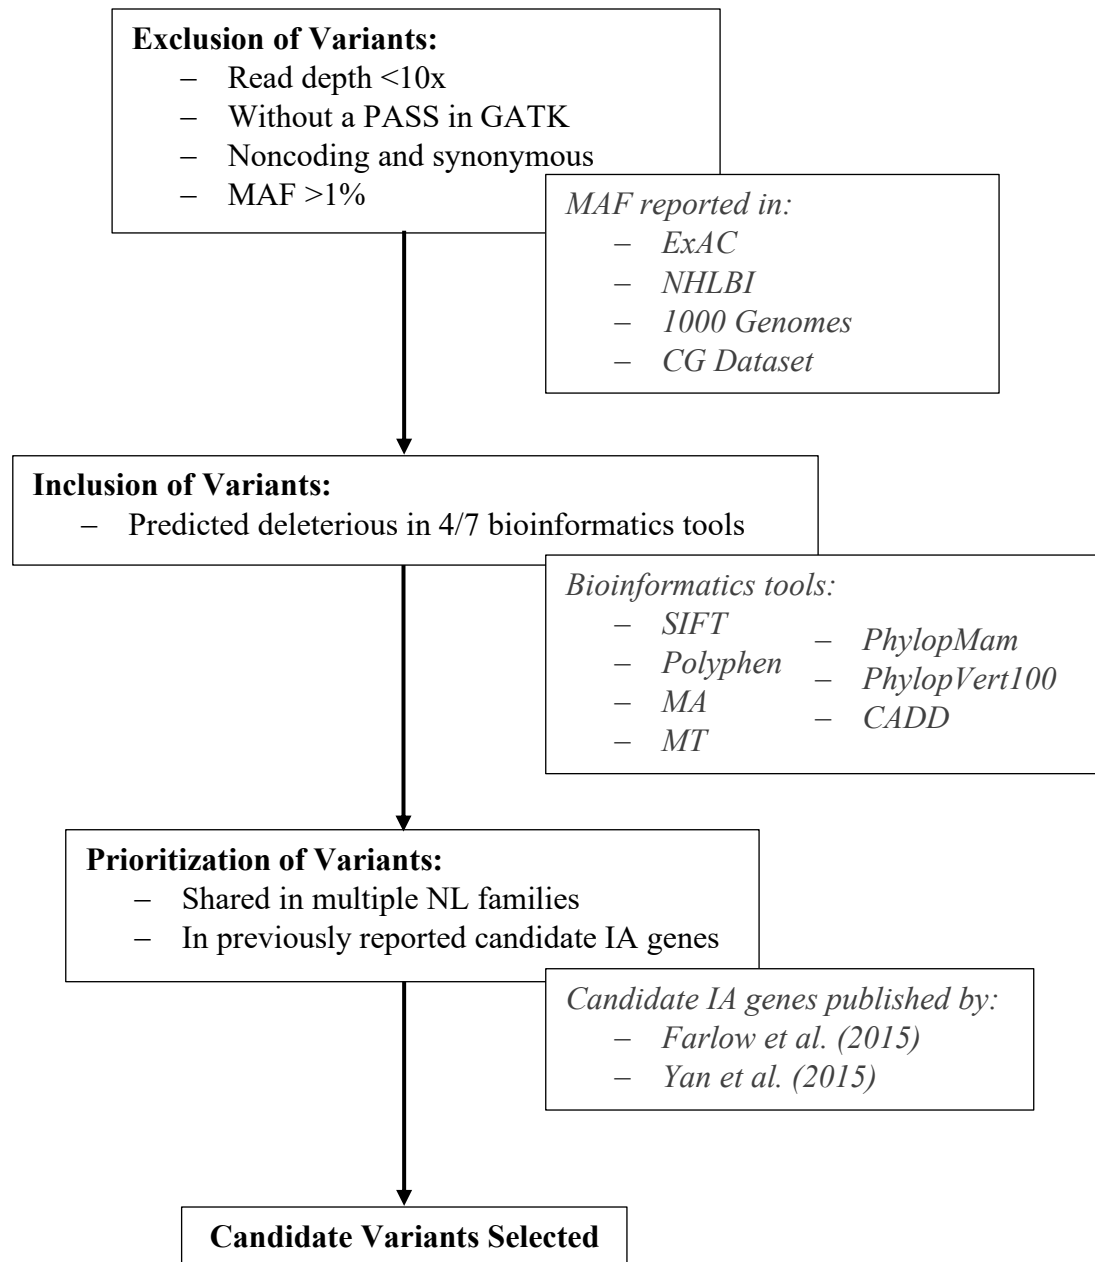 Exclusion of Variants:
– Read depth <10x
– Without a PASS in GATK
– Noncoding and synonymous
– MAF >1%
MAF reported in:
– ExAC
– NHLBI
– 1000 Genomes
– CG Dataset
Inclusion of Variants:
– Predicted deleterious in 4/7 bioinformatics tools
Bioinformatics tools:
– SIFT
– Polyphen
– MA
– MT
– PhylopMam
– PhylopVert100
– CADD
Prioritization of Variants:
– Shared in multiple NL families
– In previously reported candidate IA genes
Candidate IA genes published by:
– Farlow et al. (2015)
– Yan et al. (2015)
Candidate Variants Selected